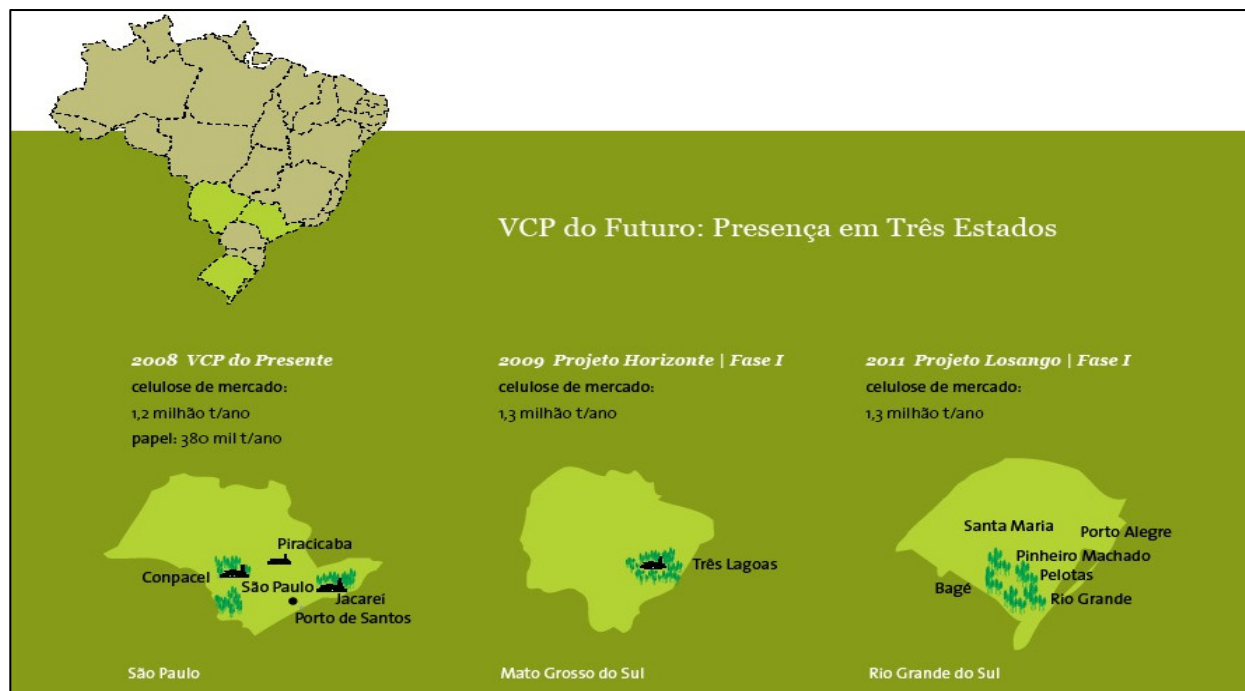 VCP do Futuro: Presença em Três Estados
2008 VCP do Presente
celulose de mercado:
1,2 milhão t/ano
papel: 380 mil t/ano
2009 Projeto Horizonte | Fase I
celulose de mercado:
1,3 milhão t/ano
2011 Projeto Losango | Fase I
celulose de mercado:
1,3 milhão t/ano
Piracicaba
Conpacel
São Paulo
Jacareí
Porto de Santos
São Paulo
Três Lagoas
Mato Grosso do Sul
Santa Maria
Porto Alegre
Pinheiro Machado
Pelotas
Bagé
Rio Grande
Rio Grande do Sul